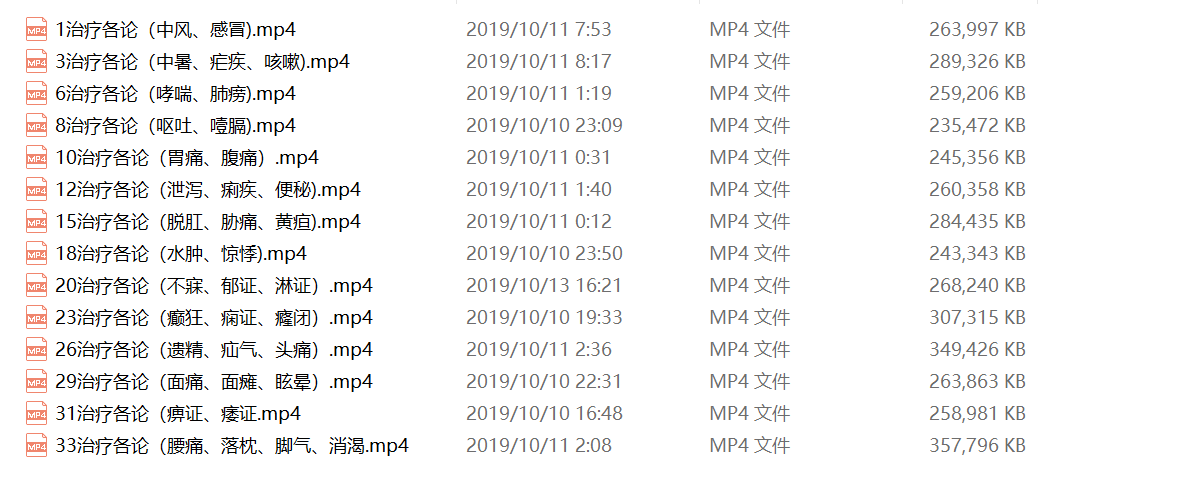 1治疗各论（中风、感冒).mp4 2019/10/11 7:53 MP4 文件 263,997 KB
3治疗各论（中暑、疟疾、咳嗽).mp4 2019/10/11 8:17 MP4 文件 289,326 KB
6治疗各论（哮喘、肺痨).mp4 2019/10/11 1:19 MP4 文件 259,206 KB
8治疗各论（呕吐、噎膈).mp4 2019/10/10 23:09 MP4 文件 235,472 KB
10治疗各论（胃痛、腹痛）.mp4 2019/10/11 0:31 MP4 文件 245,356 KB
12治疗各论（泄泻、痢疾、便秘).mp4 2019/10/11 1:40 MP4 文件 260,358 KB
15治疗各论（脱肛、胁痛、黄疸).mp4 2019/10/11 0:12 MP4 文件 284,435 KB
18治疗各论（水肿、惊悸).mp4 2019/10/10 23:50 MP4 文件 243,343 KB
20治疗各论（不寐、郁证、淋证）.mp4 2019/10/13 16:21 MP4 文件 268,240 KB
23治疗各论（癫狂、痫证、癃闭）.mp4 2019/10/10 19:33 MP4 文件 307,315 KB
26治疗各论（遗精、疝气、头痛）.mp4 2019/10/11 2:36 MP4 文件 349,426 KB
29治疗各论（面痛、面瘫、眩晕）.mp4 2019/10/10 22:31 MP4 文件 263,863 KB
31治疗各论（痹证、痿证.mp4 2019/10/10 16:48 MP4 文件 258,981 KB
33治疗各论（腰痛、落枕、脚气、消渴.mp4 2019/10/11 2:08 MP4 文件 357,796 KB